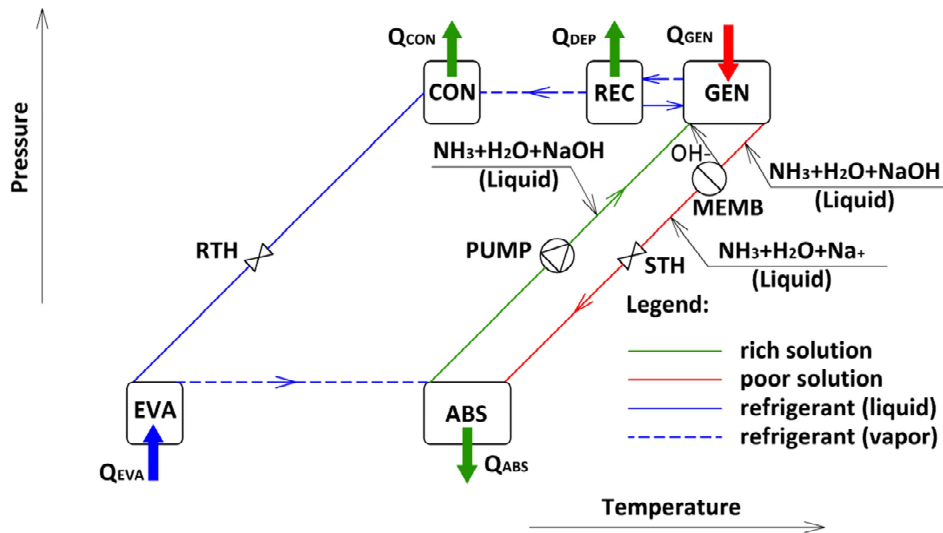 QCON
QDEP
QGEN
CON
REC
GEN
Pressure
NH3+H2O+NaOH
(Liquid)
OH-
NH3+H2O+NaOH
(Liquid)
MEMB
RTH
PUMP
STH
NH3+H2O+Na+
(Liquid)
Legend:
rich solution
poor solution
refrigerant (liquid)
refrigerant (vapor)
EVA
ABS
QEVA
QABS
Temperature